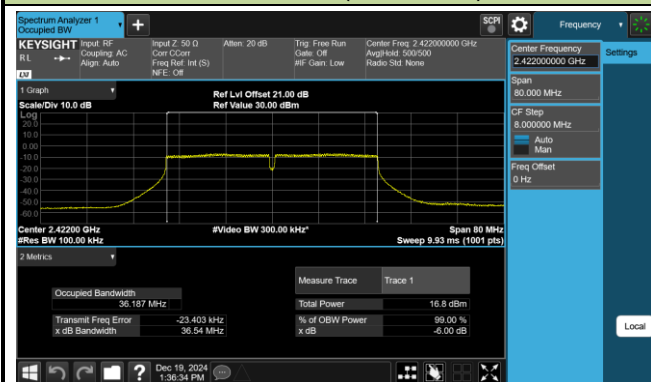 Spectrum Analyzer 1
Occupied BW
+
SCPI
Frequency
KEYSIGHT Input: RF Input Z: 50 Ω Atten: 20 dB Trig: Free Run Center Freq: 2.422000000 GHz
R L Coupling: AC Corr CCorr Gate: Off Avg|Hold: 500/500
Align: Auto Freq Ref: Int (S) #IF Gain: Low Radio Std: None
LXI NFE: Off
Center Frequency Settings
2.422000000 GHz
Span
80.000 MHz
CF Step
8.000000 MHz
Auto
Man
Freq Offset
0 Hz
Local
1 Graph Ref Lvl Offset 21.00 dB
Scale/Div 10.0 dB Ref Value 30.00 dBm
Log
20.0
10.0
0.00
-10.0
-20.0
-30.0
-40.0
-50.0
-60.0
Center 2.42200 GHz #Video BW 300.00 kHz* Span 80 MHz
#Res BW 100.00 kHz Sweep 9.93 ms (1001 pts)
2 Metrics
Measure Trace Trace 1
Occupied Bandwidth
36.187 MHz Total Power 16.8 dBm
Transmit Freq Error -23.403 kHz % of OBW Power 99.00 %
x dB Bandwidth 36.54 MHz x dB -6.00 dB
? Dec 19, 2024
1:36:34 PM